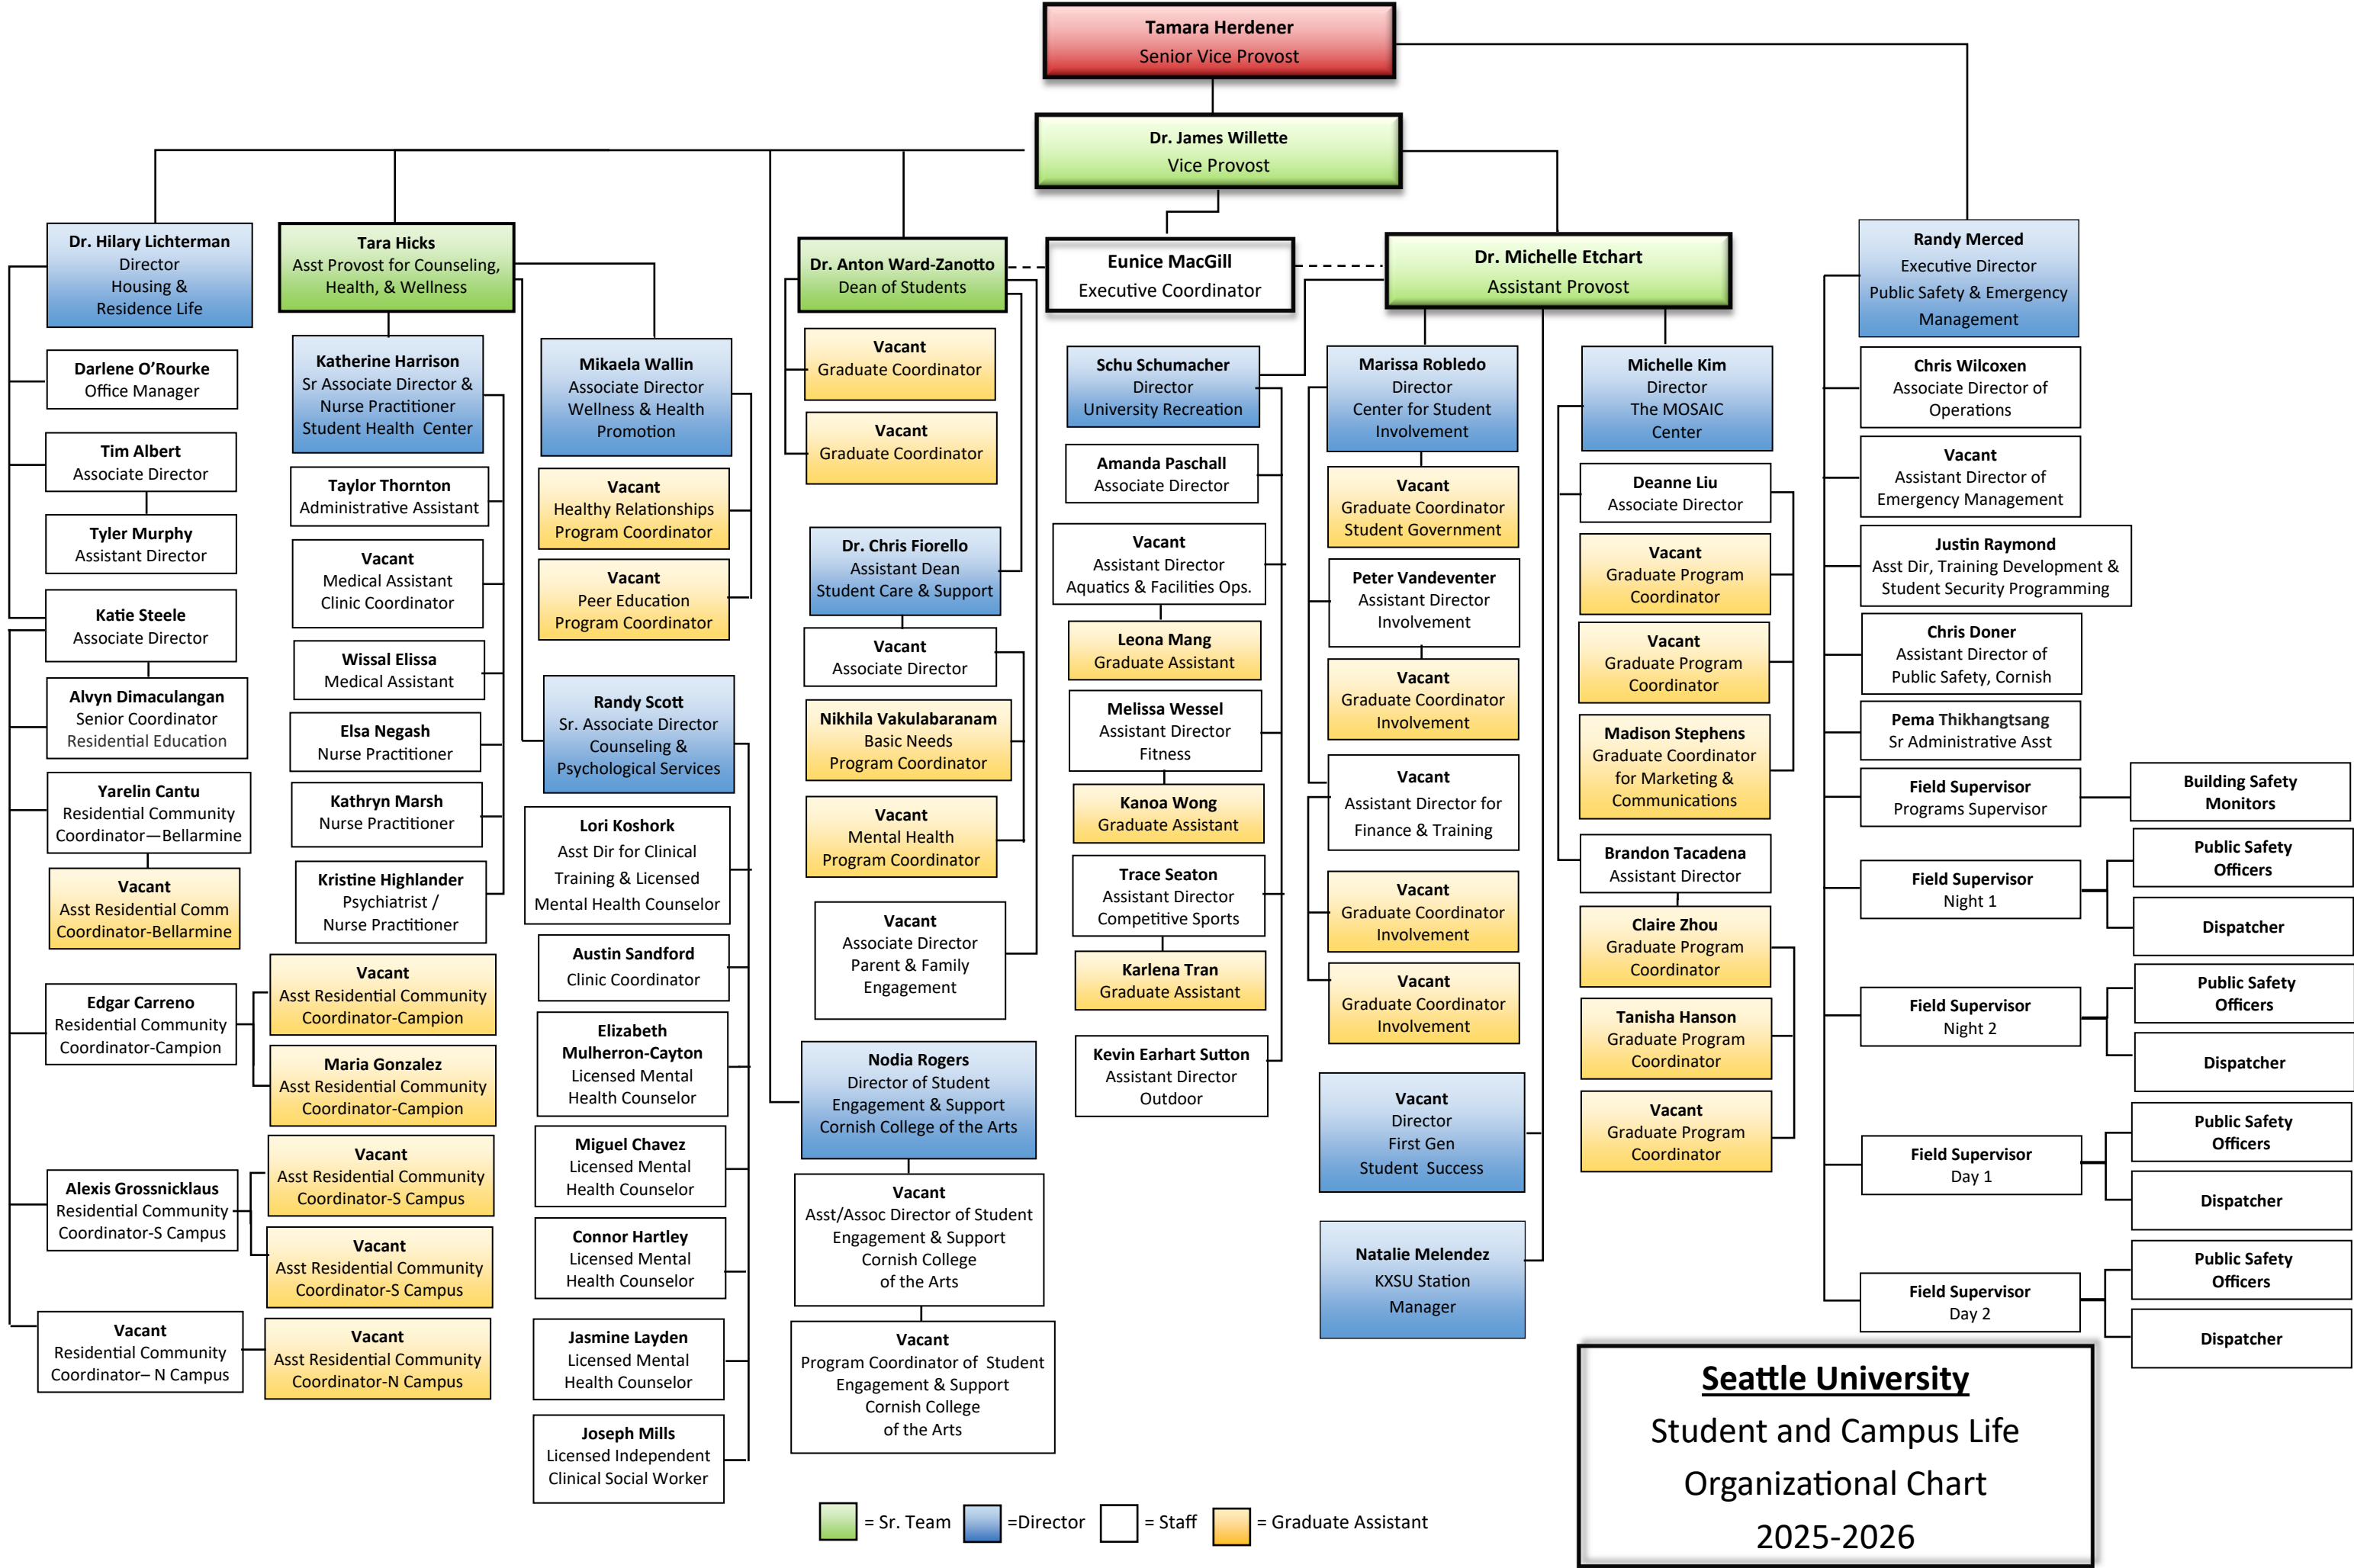 Tamara Herdener
Senior Vice Provost
Dr. James Willette
Vice Provost
Dr. Hilary Lichterman
Director
Housing &
Residence Life
Darlene O’Rourke
Office Manager
Tim Albert
Associate Director
Tyler Murphy
Assistant Director
Katie Steele
Associate Director
Alvyn Dimaculangan
Senior Coordinator
Residential Education
Yarelin Cantu
Residential Community
Coordinator—Bellarmine
Vacant
Asst Residential Comm
Coordinator-Bellarmine
Edgar Carreno
Residential Community
Coordinator-Campion
Vacant
Asst Residential Community
Coordinator-Campion
Maria Gonzalez
Asst Residential Community
Coordinator-Campion
Alexis Grossnicklaus
Residential Community
Coordinator-S Campus
Vacant
Asst Residential Community
Coordinator-S Campus
Vacant
Asst Residential Community
Coordinator-S Campus
Vacant
Residential Community
Coordinator– N Campus
Vacant
Asst Residential Community
Coordinator-N Campus
Tara Hicks
Asst Provost for Counseling,
Health, & Wellness
Katherine Harrison
Sr Associate Director &
Nurse Practitioner
Student Health Center
Taylor Thornton
Administrative Assistant
Vacant
Medical Assistant
Clinic Coordinator
Wissal Elissa
Medical Assistant
Elsa Negash
Nurse Practitioner
Kathryn Marsh
Nurse Practitioner
Kristine Highlander
Psychiatrist /
Nurse Practitioner
Mikaela Wallin
Associate Director
Wellness & Health
Promotion
Vacant
Healthy Relationships
Program Coordinator
Vacant
Peer Education
Program Coordinator
Randy Scott
Sr. Associate Director
Counseling &
Psychological Services
Lori Koshork
Asst Dir for Clinical
Training & Licensed
Mental Health Counselor
Austin Sandford
Clinic Coordinator
Elizabeth
Mulherron-Cayton
Licensed Mental
Health Counselor
Miguel Chavez
Licensed Mental
Health Counselor
Connor Hartley
Licensed Mental
Health Counselor
Jasmine Layden
Licensed Mental
Health Counselor
Joseph Mills
Licensed Independent
Clinical Social Worker
Dr. Anton Ward-Zanotto
Dean of Students
Vacant
Graduate Coordinator
Vacant
Graduate Coordinator
Dr. Chris Fiorello
Assistant Dean
Student Care & Support
Vacant
Associate Director
Nikhila Vakulabaranam
Basic Needs
Program Coordinator
Vacant
Mental Health
Program Coordinator
Vacant
Associate Director
Parent & Family
Engagement
Nodia Rogers
Director of Student
Engagement & Support
Cornish College of the Arts
Vacant
Asst/Assoc Director of Student
Engagement & Support
Cornish College
of the Arts
Vacant
Program Coordinator of Student
Engagement & Support
Cornish College
of the Arts
Eunice MacGill
Executive Coordinator
Dr. Michelle Etchart
Assistant Provost
Schu Schumacher
Director
University Recreation
Amanda Paschall
Associate Director
Vacant
Assistant Director
Aquatics & Facilities Ops.
Leona Mang
Graduate Assistant
Melissa Wessel
Assistant Director
Fitness
Kanoa Wong
Graduate Assistant
Trace Seaton
Assistant Director
Competitive Sports
Karlena Tran
Graduate Assistant
Kevin Earhart Sutton
Assistant Director
Outdoor
Marissa Robledo
Director
Center for Student
Involvement
Vacant
Graduate Coordinator
Student Government
Peter Vandeventer
Assistant Director
Involvement
Vacant
Graduate Coordinator
Involvement
Vacant
Assistant Director for
Finance & Training
Vacant
Graduate Coordinator
Involvement
Vacant
Graduate Coordinator
Involvement
Vacant
Director
First Gen
Student Success
Natalie Melendez
KXSU Station
Manager
Michelle Kim
Director
The MOSAIC
Center
Deanne Liu
Associate Director
Vacant
Graduate Program
Coordinator
Vacant
Graduate Program
Coordinator
Madison Stephens
Graduate Coordinator
for Marketing &
Communications
Brandon Tacadena
Assistant Director
Claire Zhou
Graduate Program
Coordinator
Tanisha Hanson
Graduate Program
Coordinator
Vacant
Graduate Program
Coordinator
Randy Merced
Executive Director
Public Safety & Emergency
Management
Chris Wilcoxen
Associate Director of
Operations
Vacant
Assistant Director of
Emergency Management
Justin Raymond
Asst Dir, Training Development &
Student Security Programming
Chris Doner
Assistant Director of
Public Safety, Cornish
Pema Thikhangtsang
Sr Administrative Asst
Field Supervisor
Programs Supervisor
Building Safety
Monitors
Field Supervisor
Night 1
Public Safety
Officers
Dispatcher
Field Supervisor
Night 2
Public Safety
Officers
Dispatcher
Field Supervisor
Day 1
Public Safety
Officers
Dispatcher
Field Supervisor
Day 2
Public Safety
Officers
Dispatcher
= Sr. Team
=Director
= Staff
= Graduate Assistant
Seattle University
Student and Campus Life
Organizational Chart
2025-2026